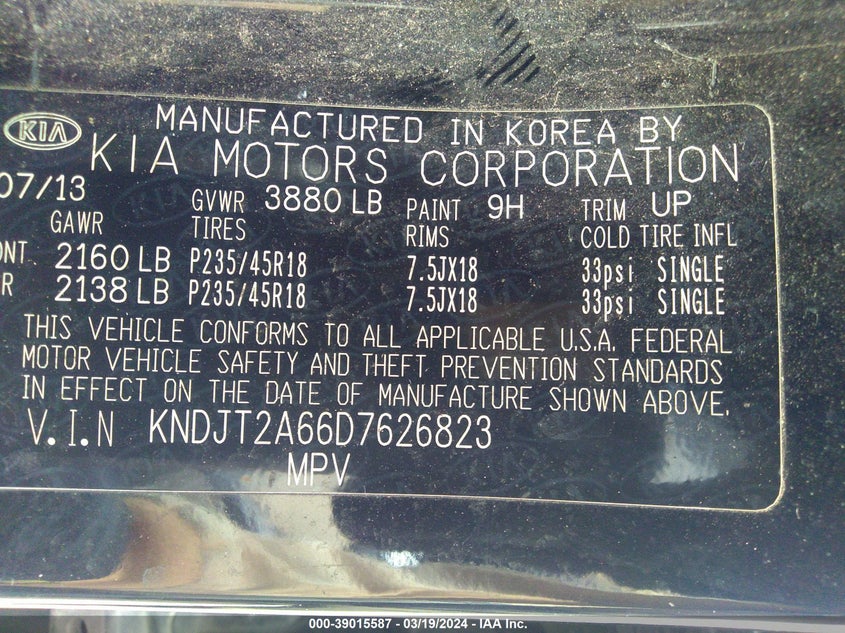 KIA MANUFACTURED IN KOREA BY
KIA MOTORS CORPORATION
07/13 GVWR 3880 LB PAINT 9H TRIM UP
GAWR TIRES RIMS COLD TIRE INFL
ONT 2160 LB P235/45R18 7.5JX18 33psi SINGLE
R 2138 LB P235/45R18 7.5JX18 33psi SINGLE
THIS VEHICLE CONFORMS TO ALL APPLICABLE U.S.A. FEDERAL
MOTOR VEHICLE SAFETY AND THEFT PREVENTION STANDARDS
IN EFFECT ON THE DATE OF MANUFACTURE SHOWN ABOVE.
V.I.N KNDJT2A66D7626823
MPV
000-39015587 - 03/19/2024 - IAA Inc.